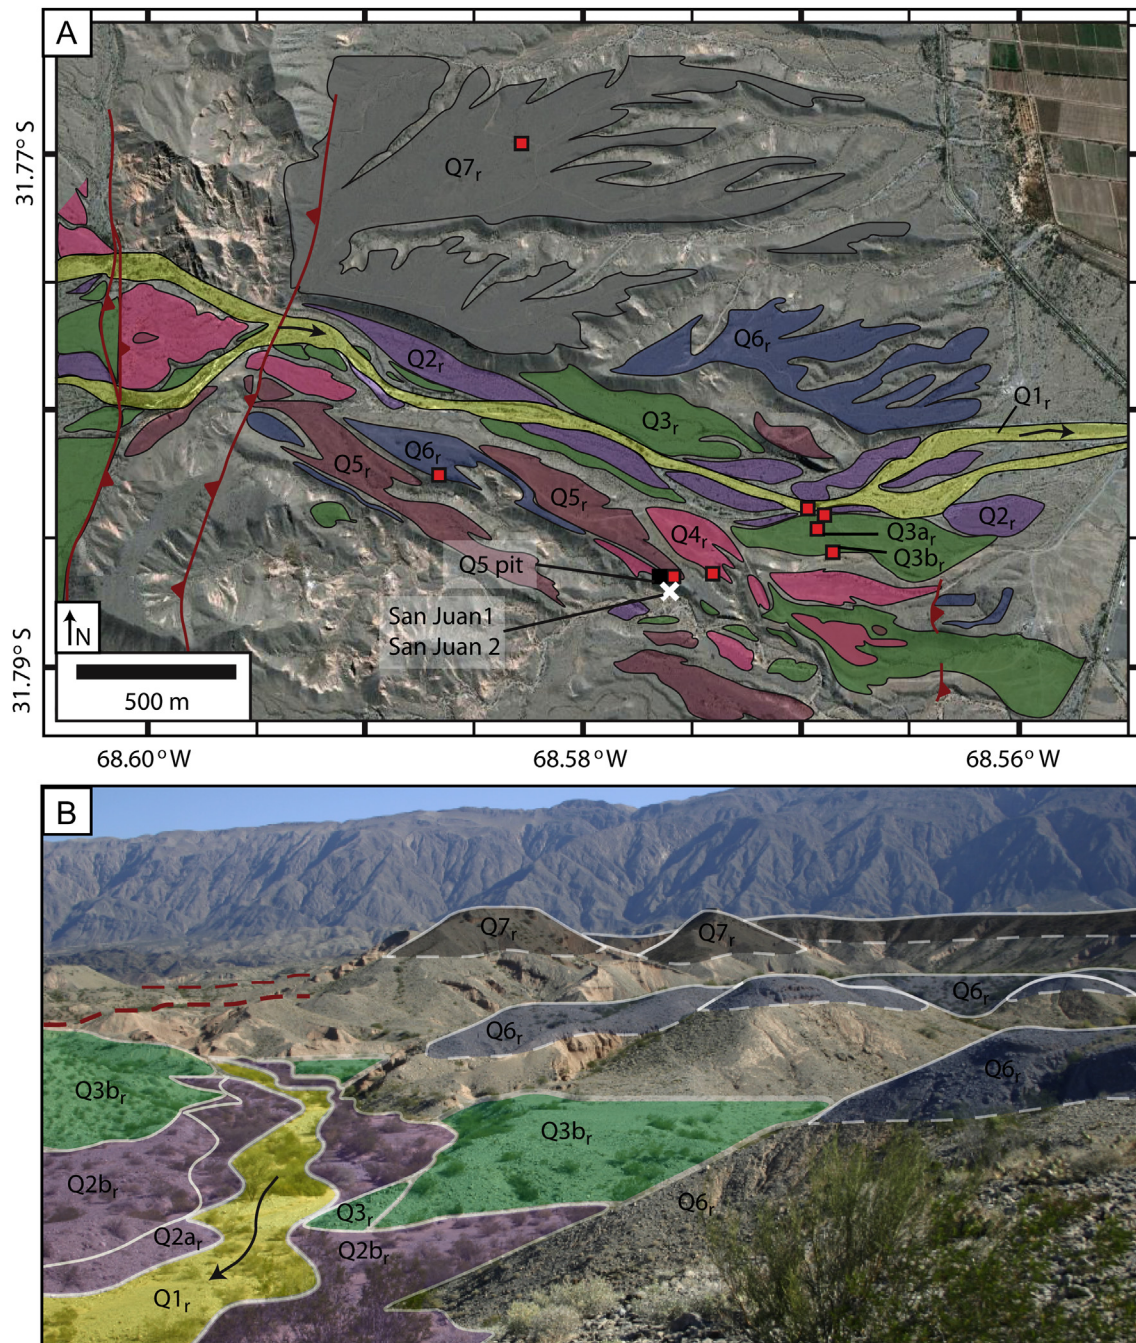 A
31.77° S
31.79° S
Q7r
Q6r
Q2r
Q1r
Q3r
Q6r
Q5r
Q5r
Q4r
Q2r
Q3ar
Q3br
Q5 pit
San Juan1
San Juan 2
N
500 m
68.60° W
68.58° W
68.56° W
B
Q7r
Q7r
Q6r
Q6r
Q6r
Q3br
Q3br
Q2br
Q3r
Q6r
Q2ar
Q2br
Q1r